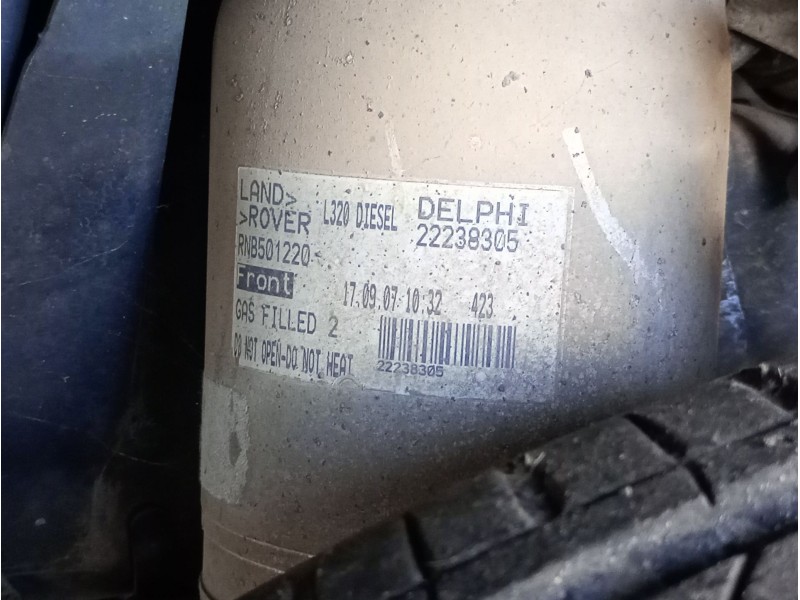 LAND>
>ROVER L320 DIESEL DELPHI
RNB501220 22238305
Front 17.09.07 10:32 423
GAS FILLED 2
DO NOT OPEN-DO NOT HEAT 22238305